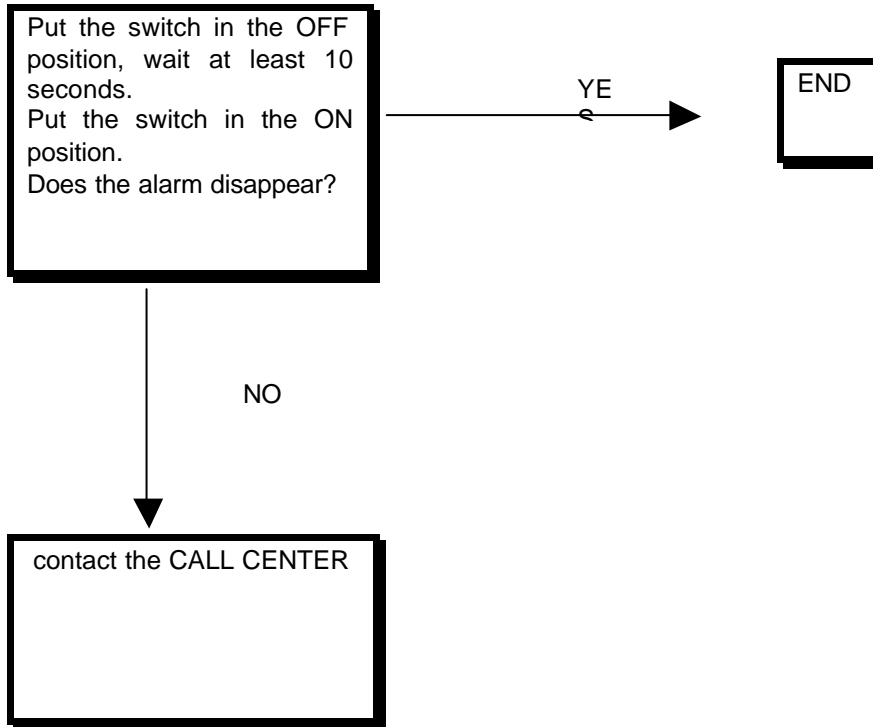 Put the switch in the OFF
position, wait at least 10
seconds.
Put the switch in the ON
position.
Does the alarm disappear?
YE
S
END
NO
contact the CALL CENTER